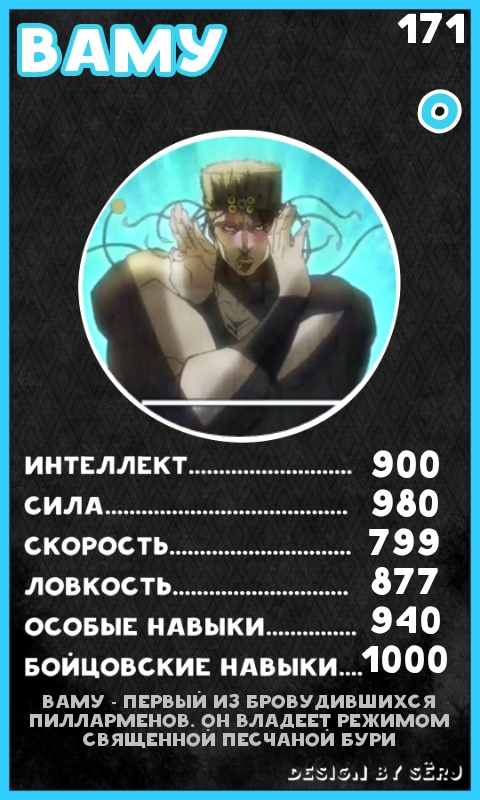 ВАМУ
171
ИНТЕЛЛЕКТ........................... 900
СИЛА........................................ 980
СКОРОСТЬ.............................. 799
ЛОВКОСТЬ............................. 877
ОСОБЫЕ НАВЫКИ............... 940
БОЙЦОВСКИЕ НАВЫКИ....1000
ВАМУ - ПЕРВЫЙ ИЗ БРОВУДИВШИХСЯ
ПИЛЛАРМЕНОВ. ОН ВЛАДЕЕТ РЕЖИМОМ
СВЯЩЕННОЙ ПЕСЧАНОЙ БУРИ
DESIGN BY SЁRJ